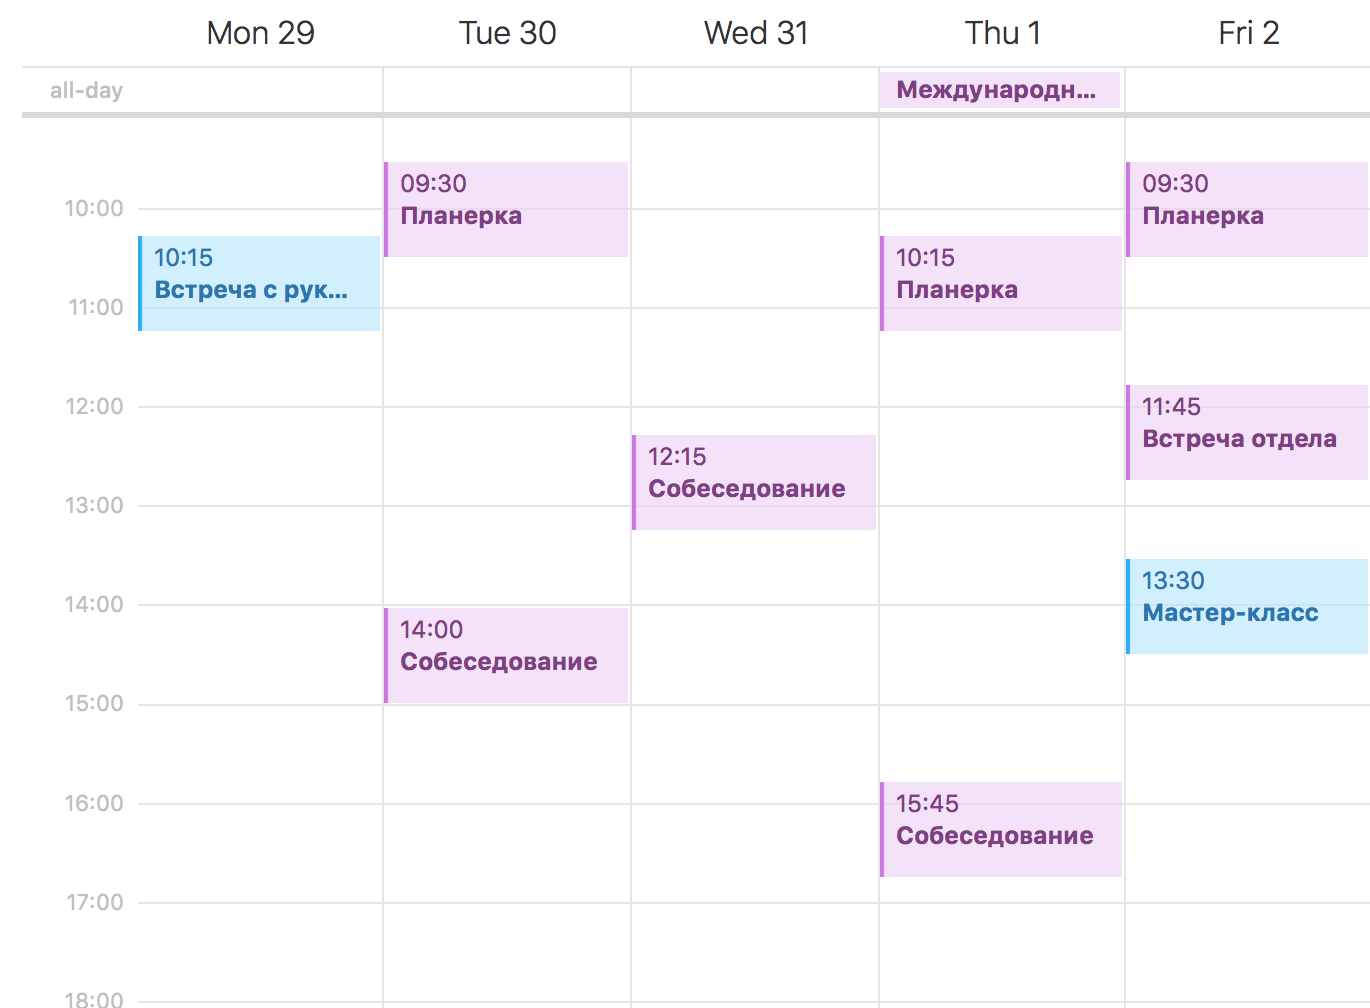 Mon 29 Tue 30 Wed 31 Thu 1 Fri 2
all-day Международн...
09:30 09:30
10:00 Планерка Планерка
10:15 10:15
Встреча с рук... Планерка
11:00
12:00 11:45
Встреча отдела
12:15
Собеседование
13:00
13:30
14:00 Мастер-класс
14:00
Собеседование
15:00
16:00 15:45
Собеседование
17:00
18:00